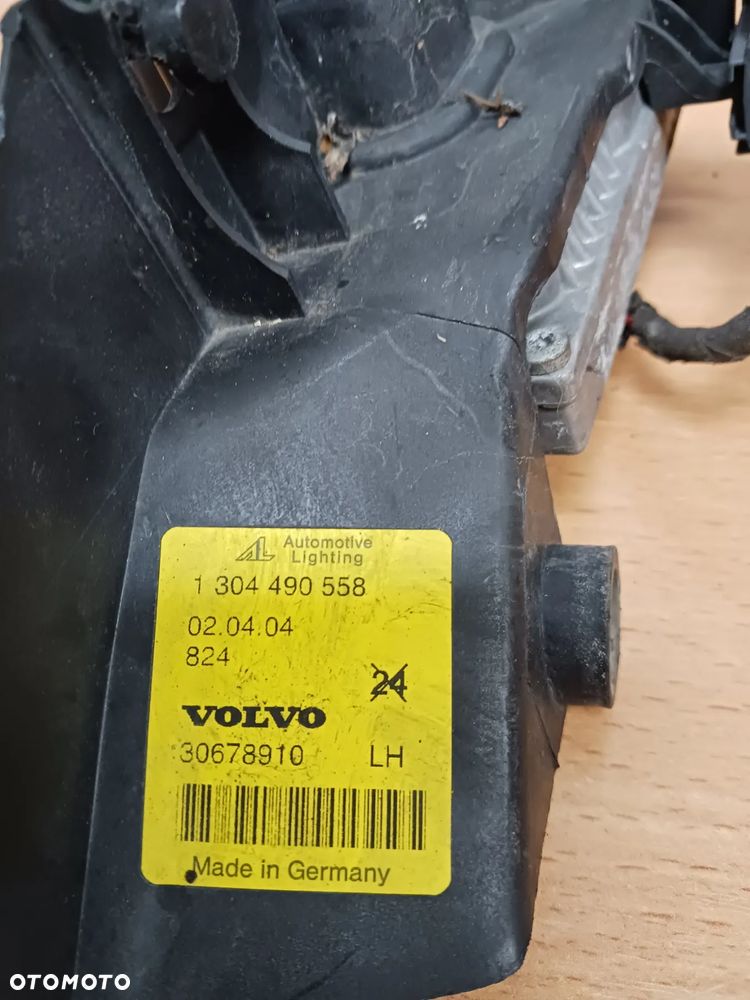 Automotive
Lighting
1 304 490 558
02.04.04
824
24
VOLVO
30678910 LH
Made in Germany
OTOMOTO